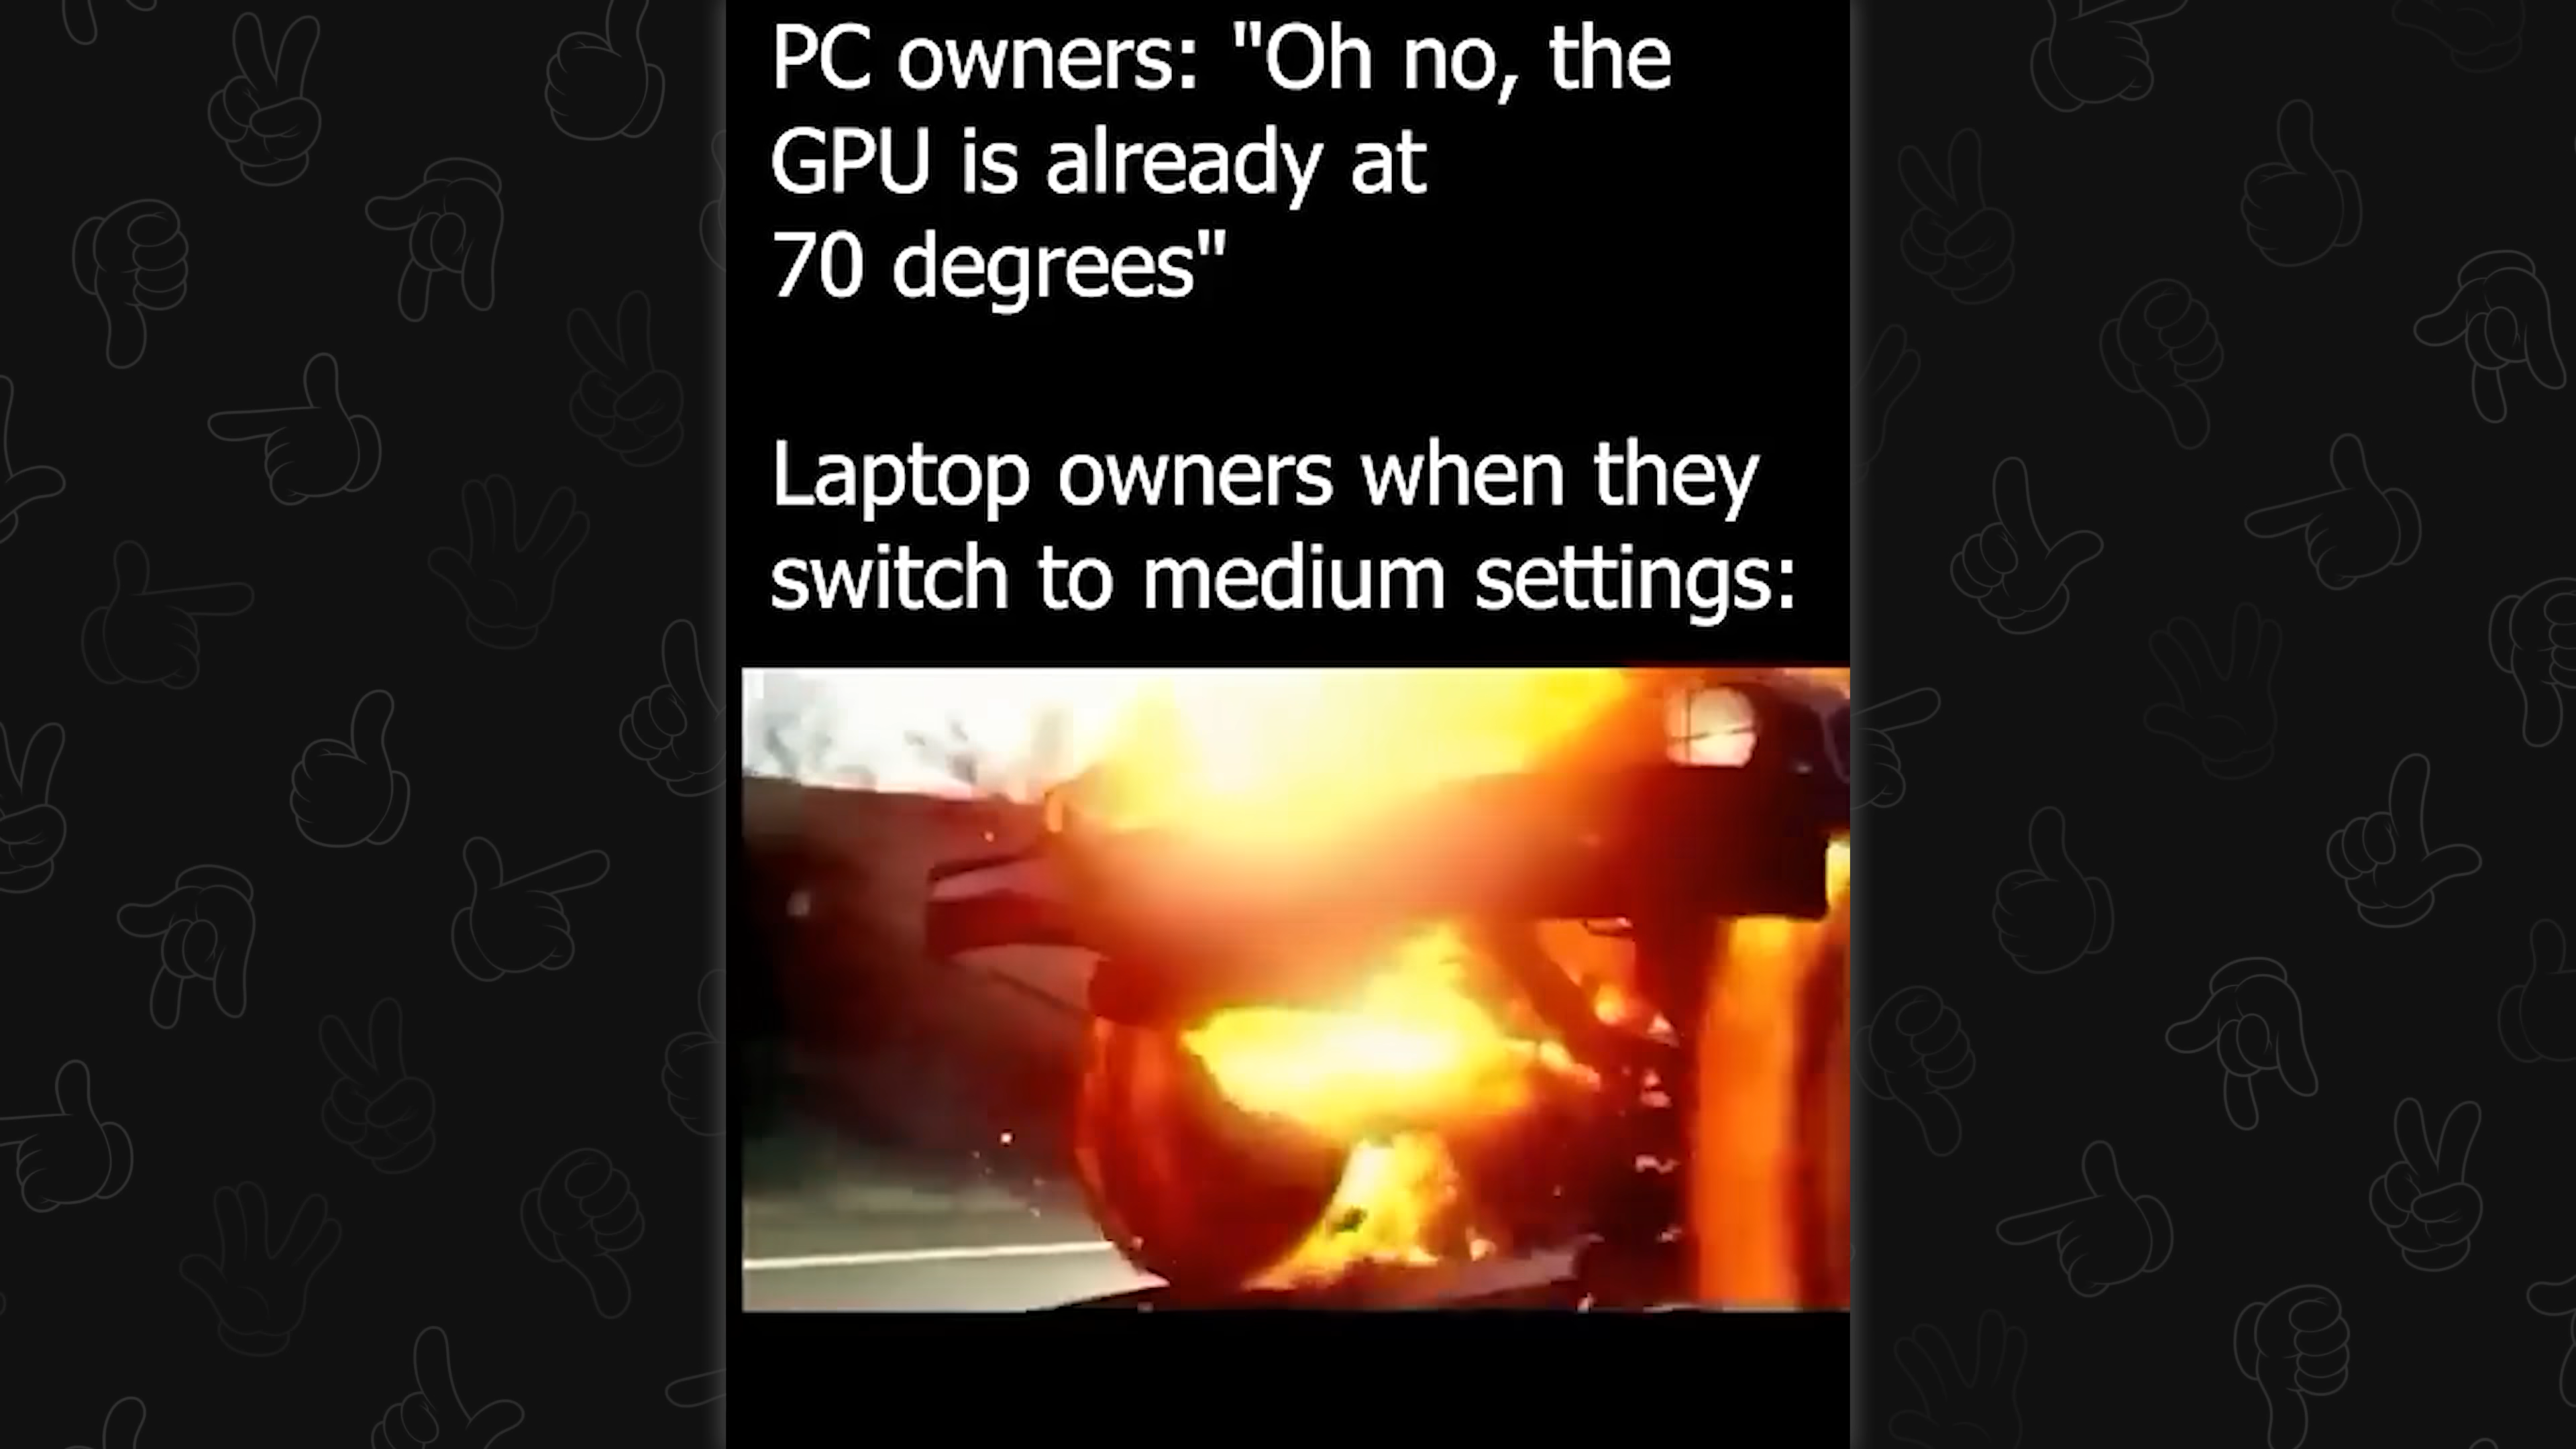 PC owners: "Oh no, the
GPU is already at
70 degrees"
Laptop owners when they
switch to medium settings: